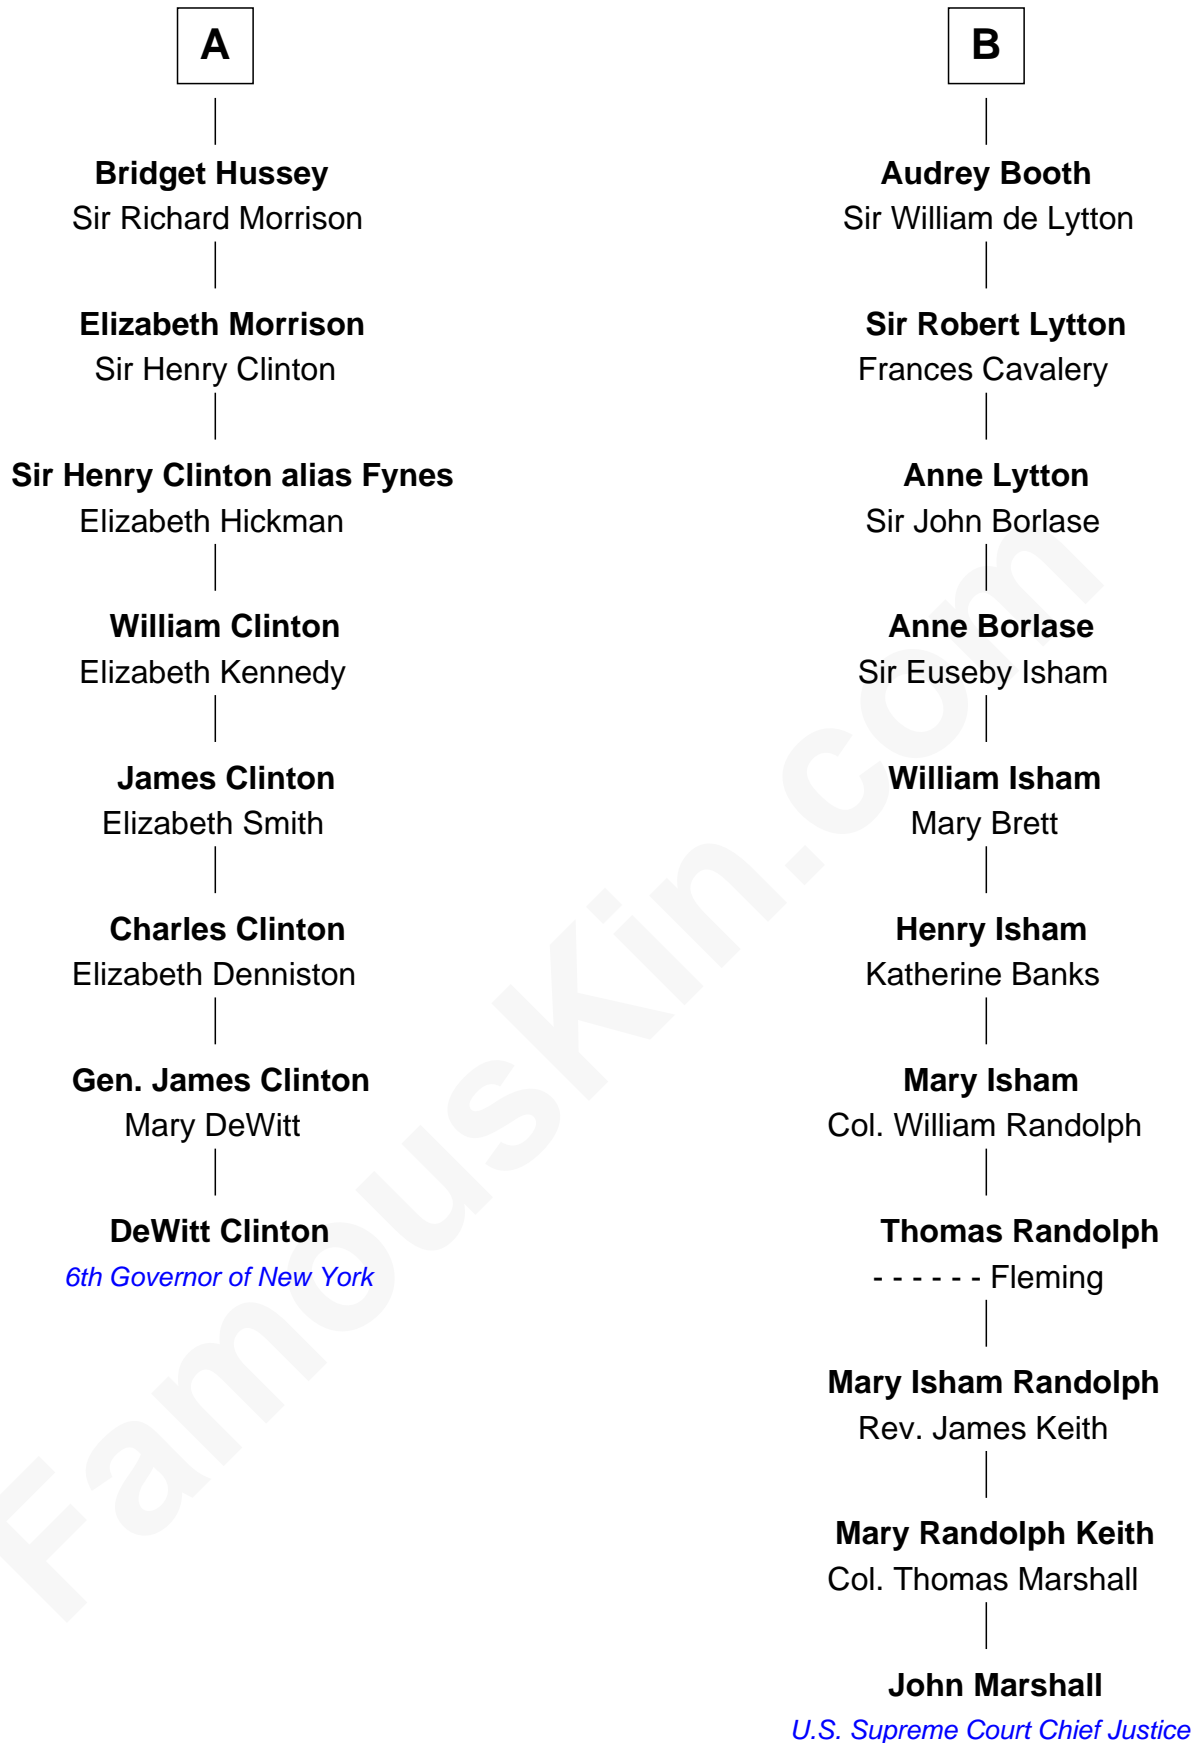 A
Bridget Hussey
Sir Richard Morrison
Elizabeth Morrison
Sir Henry Clinton
Sir Henry Clinton alias Fynes
Elizabeth Hickman
William Clinton
Elizabeth Kennedy
James Clinton
Elizabeth Smith
Charles Clinton
Elizabeth Denniston
Gen. James Clinton
Mary DeWitt
DeWitt Clinton
6th Governor of New York
B
Audrey Booth
Sir William de Lytton
Sir Robert Lytton
Frances Cavalery
Anne Lytton
Sir John Borlase
Anne Borlase
Sir Euseby Isham
William Isham
Mary Brett
Henry Isham
Katherine Banks
Mary Isham
Col. William Randolph
Thomas Randolph
- - - - - - Fleming
Mary Isham Randolph
Rev. James Keith
Mary Randolph Keith
Col. Thomas Marshall
John Marshall
U.S. Supreme Court Chief Justice
FamousKin.com